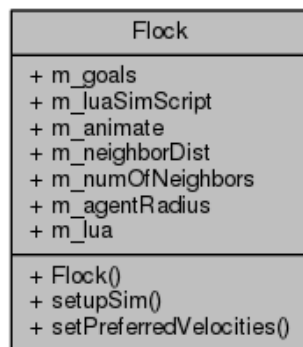 Flock
+ m_goals
+ m_luaSimScript
+ m_animate
+ m_neighborDist
+ m_numOfNeighbors
+ m_agentRadius
+ m_lua
+ Flock()
+ setupSim()
+ setPreferredVelocities()